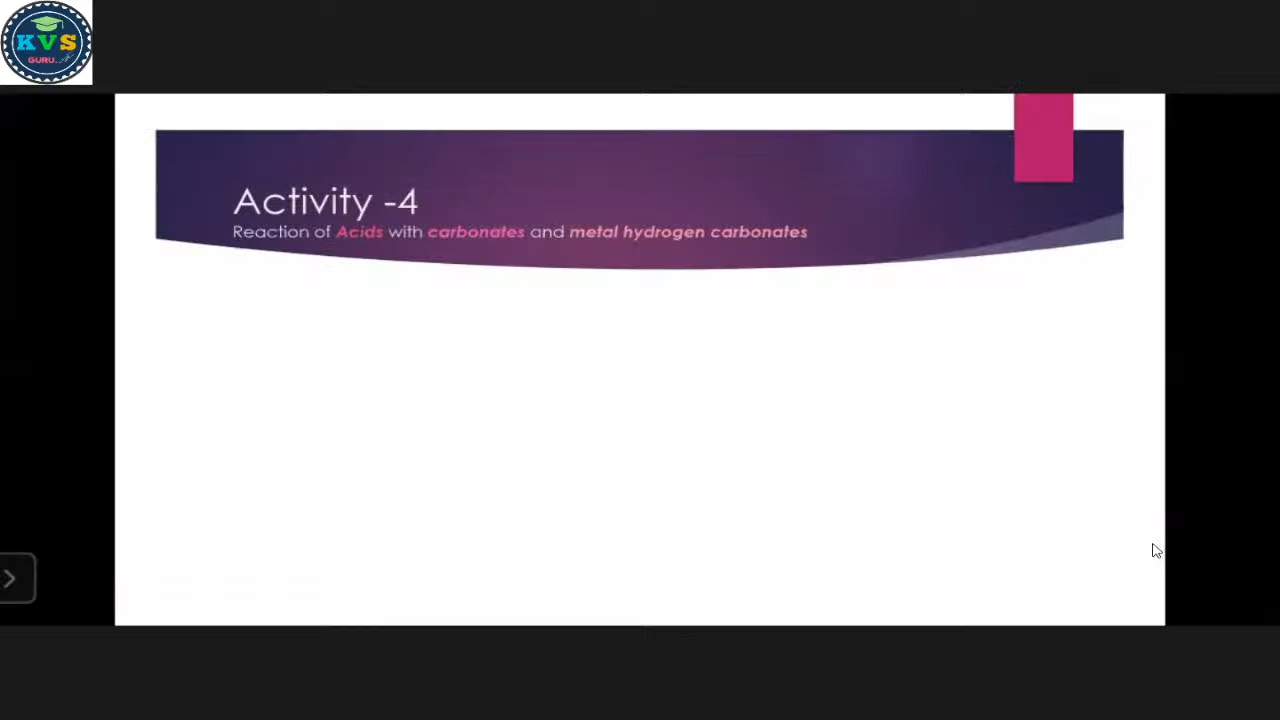 KVS
GURU
Activity -4
Reaction of Acids with carbonates and metal hydrogen carbonates